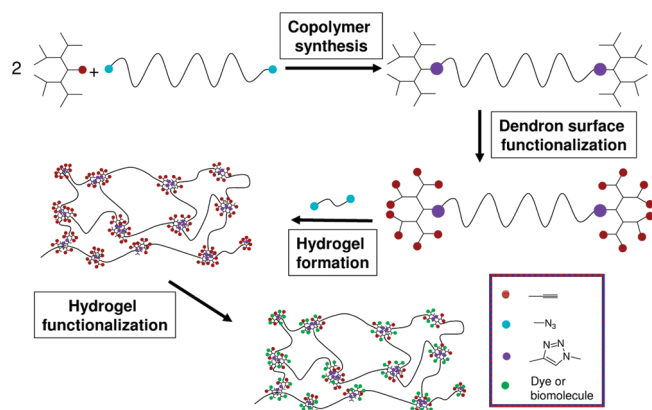 Copolymer
synthesis
2
+
Dendron surface
functionalization
Hydrogel
formation
Hydrogel
functionalization
N₃
N=N
N
N
Dye or
biomolecule